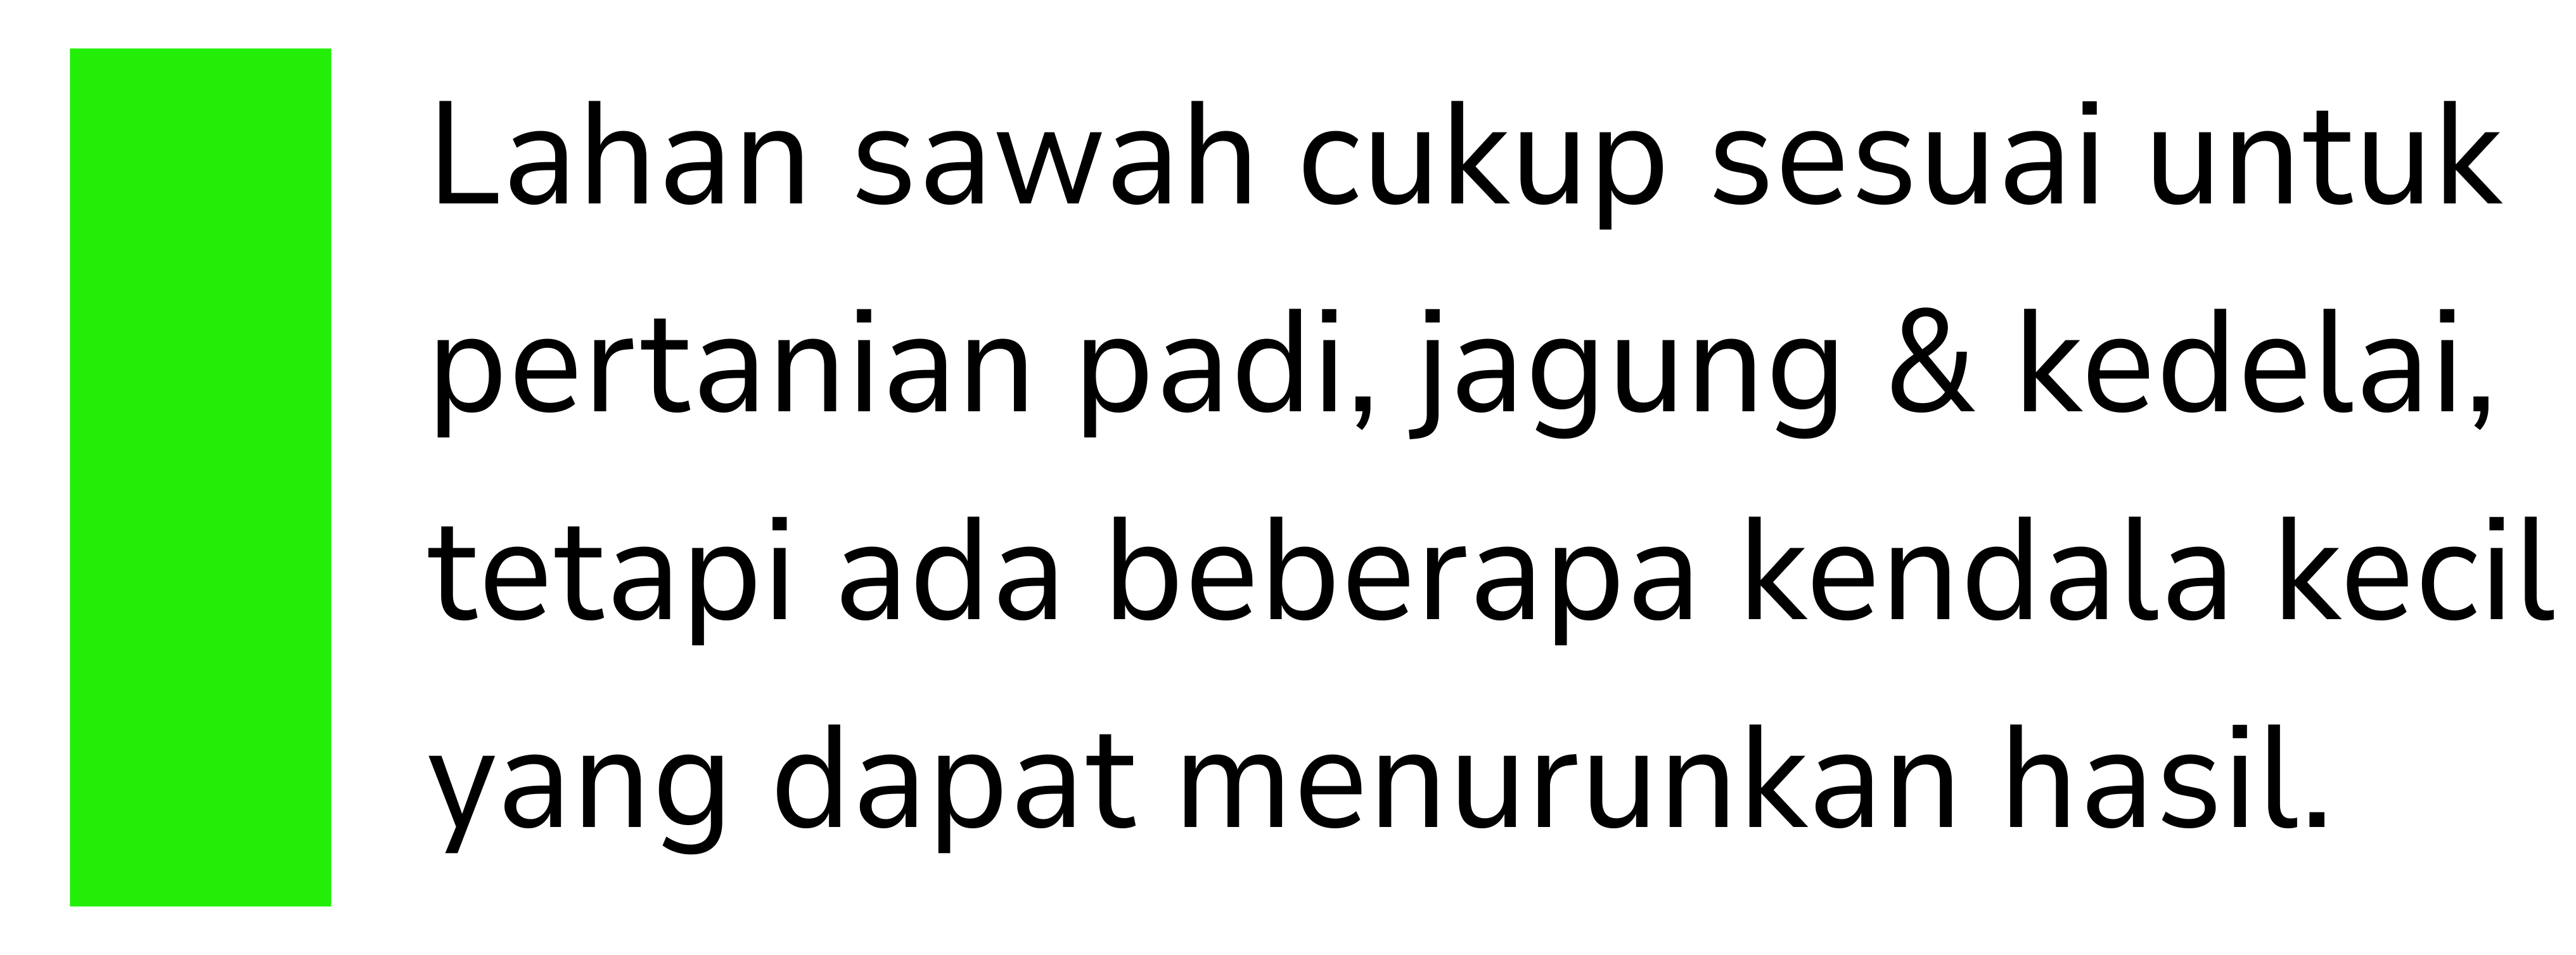 Lahan sawah cukup sesuai untuk
pertanian padi, jagung & kedelai,
tetapi ada beberapa kendala kecil
yang dapat menurunkan hasil.